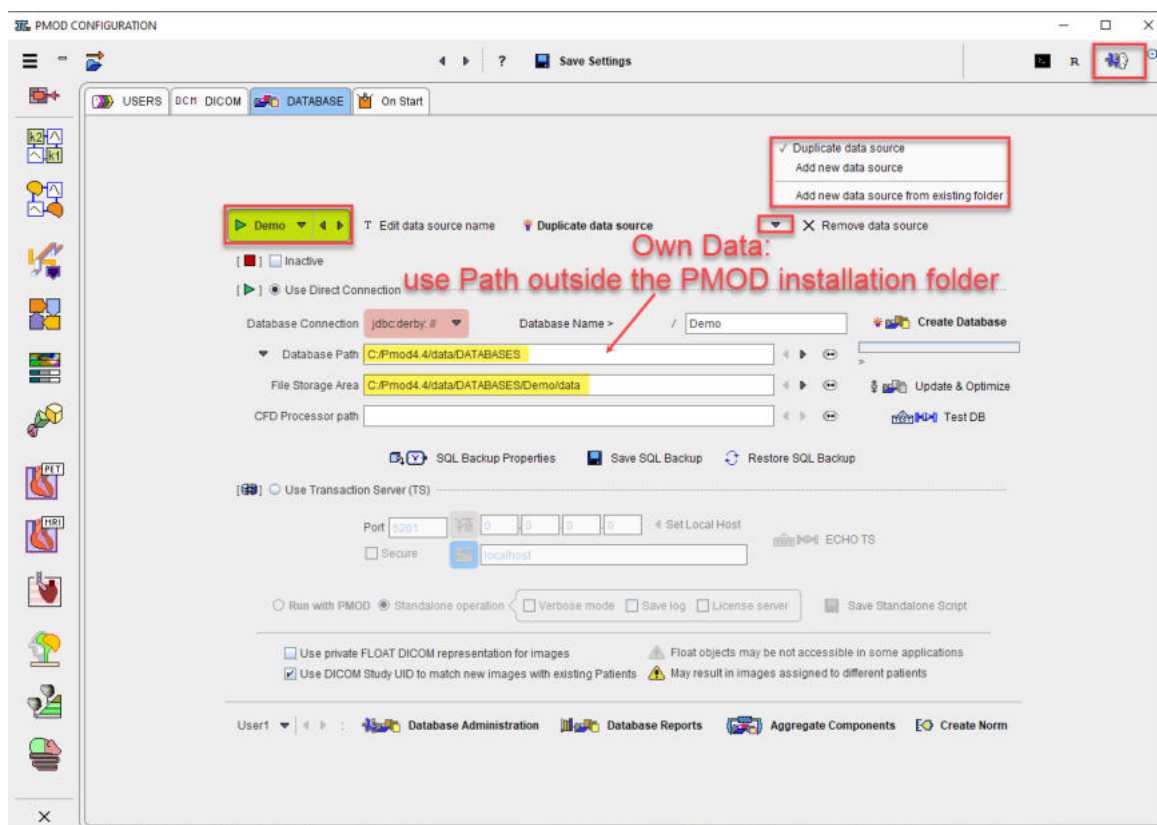 PMOD CONFIGURATION
? Save Settings R
USERS DCM DICOM DATABASE On Start
✓ Duplicate data source
Add new data source
Add new data source from existing folder
Demo T Edit data source name Duplicate data source Remove data source
Own Data:
[ ] Inactive
use Path outside the PMOD installation folder
[ ] Use Direct Connection
Database Connection jdbc:derby: // Database Name > / Demo Create Database
Database Path C:/Pmod4.4/data/DATABASES >
File Storage Area C:/Pmod4.4/data/DATABASES/Demo/data Update & Optimize
CFD Processor path Test DB
SQL Backup Properties Save SQL Backup Restore SQL Backup
[ ] Use Transaction Server (TS)
Port 5201 0 . 0 . 0 . 0 Set Local Host
ECHO TS
Secure localhost
Run with PMOD Standalone operation Verbose mode Save log License server Save Standalone Script
Use private FLOAT DICOM representation for images Float objects may be not accessible in some applications
Use DICOM Study UID to match new images with existing Patients May result in images assigned to different patients
User1 : Database Administration Database Reports Aggregate Components Create Norm
k2
k1
PET
MRI